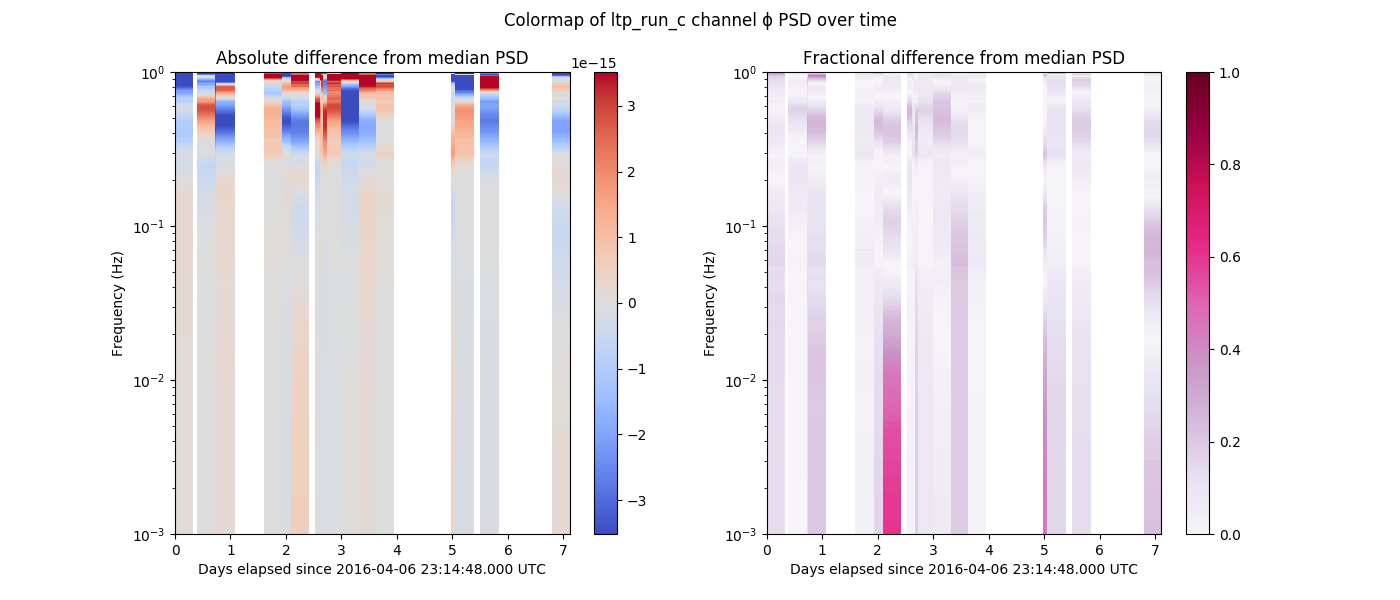 Colormap of ltp_run_c channel ϕ PSD over time
Absolute difference from median PSD
1e−15
Frequency (Hz)
10⁰
10⁻¹
10⁻²
10⁻³
0 1 2 3 4 5 6 7
Days elapsed since 2016-04-06 23:14:48.000 UTC
3
2
1
0
−1
−2
−3
Fractional difference from median PSD
Frequency (Hz)
10⁰
10⁻¹
10⁻²
10⁻³
0 1 2 3 4 5 6 7
Days elapsed since 2016-04-06 23:14:48.000 UTC
1.0
0.8
0.6
0.4
0.2
0.0